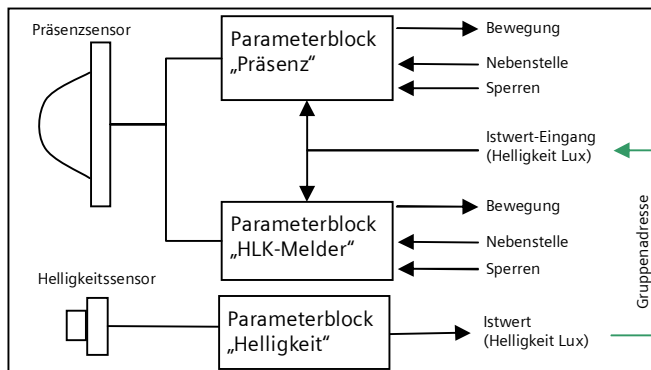 Präsenzsensor
Parameterblock
„Präsenz“
Bewegung
Nebenstelle
Sperren
Istwert-Eingang
(Helligkeit Lux)
Parameterblock
„HLK-Melder“
Bewegung
Nebenstelle
Sperren
Gruppenadresse
Helligkeitssensor
Parameterblock
„Helligkeit“
Istwert
(Helligkeit Lux)